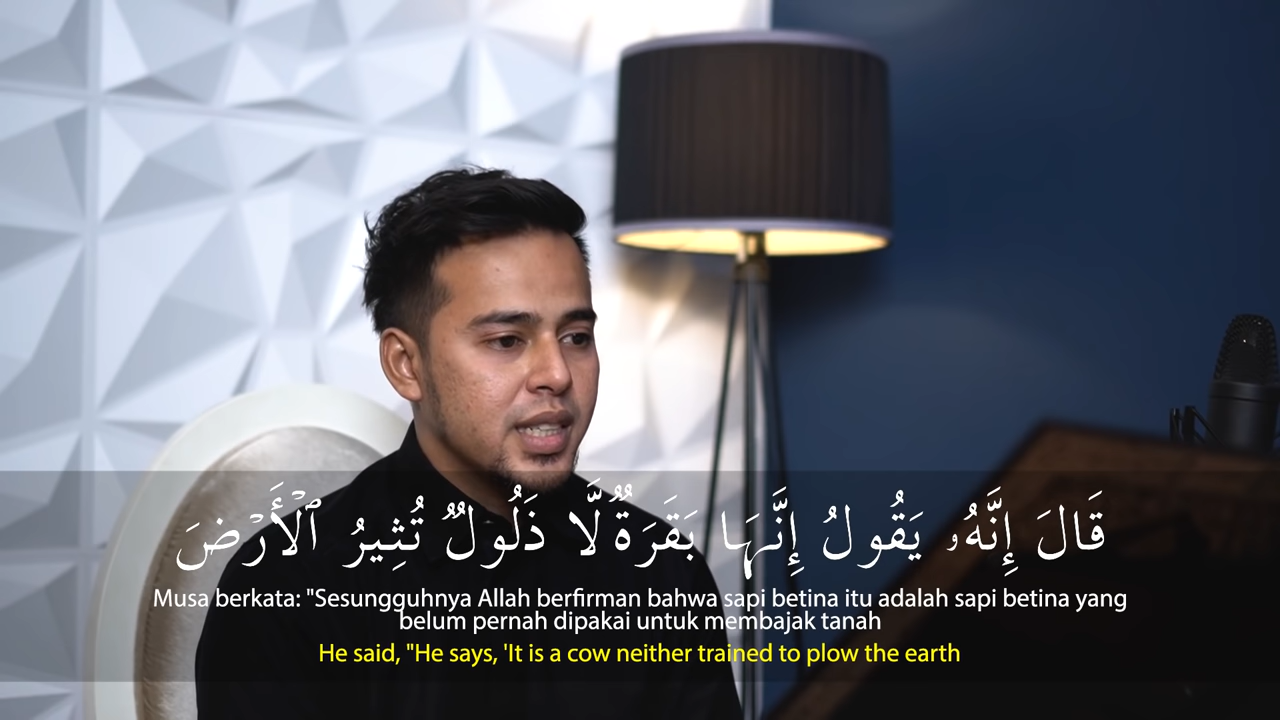 قَالَ إِنَّهُۥ يَقُولُ إِنَّهَا بَقَرَةٌ لَّا ذَلُولٌ تُثِيرُ ٱلْأَرْضَ
Musa berkata: "Sesungguhnya Allah berfirman bahwa sapi betina itu adalah sapi betina yang
belum pernah dipakai untuk membajak tanah
He said, "He says, 'It is a cow neither trained to plow the earth